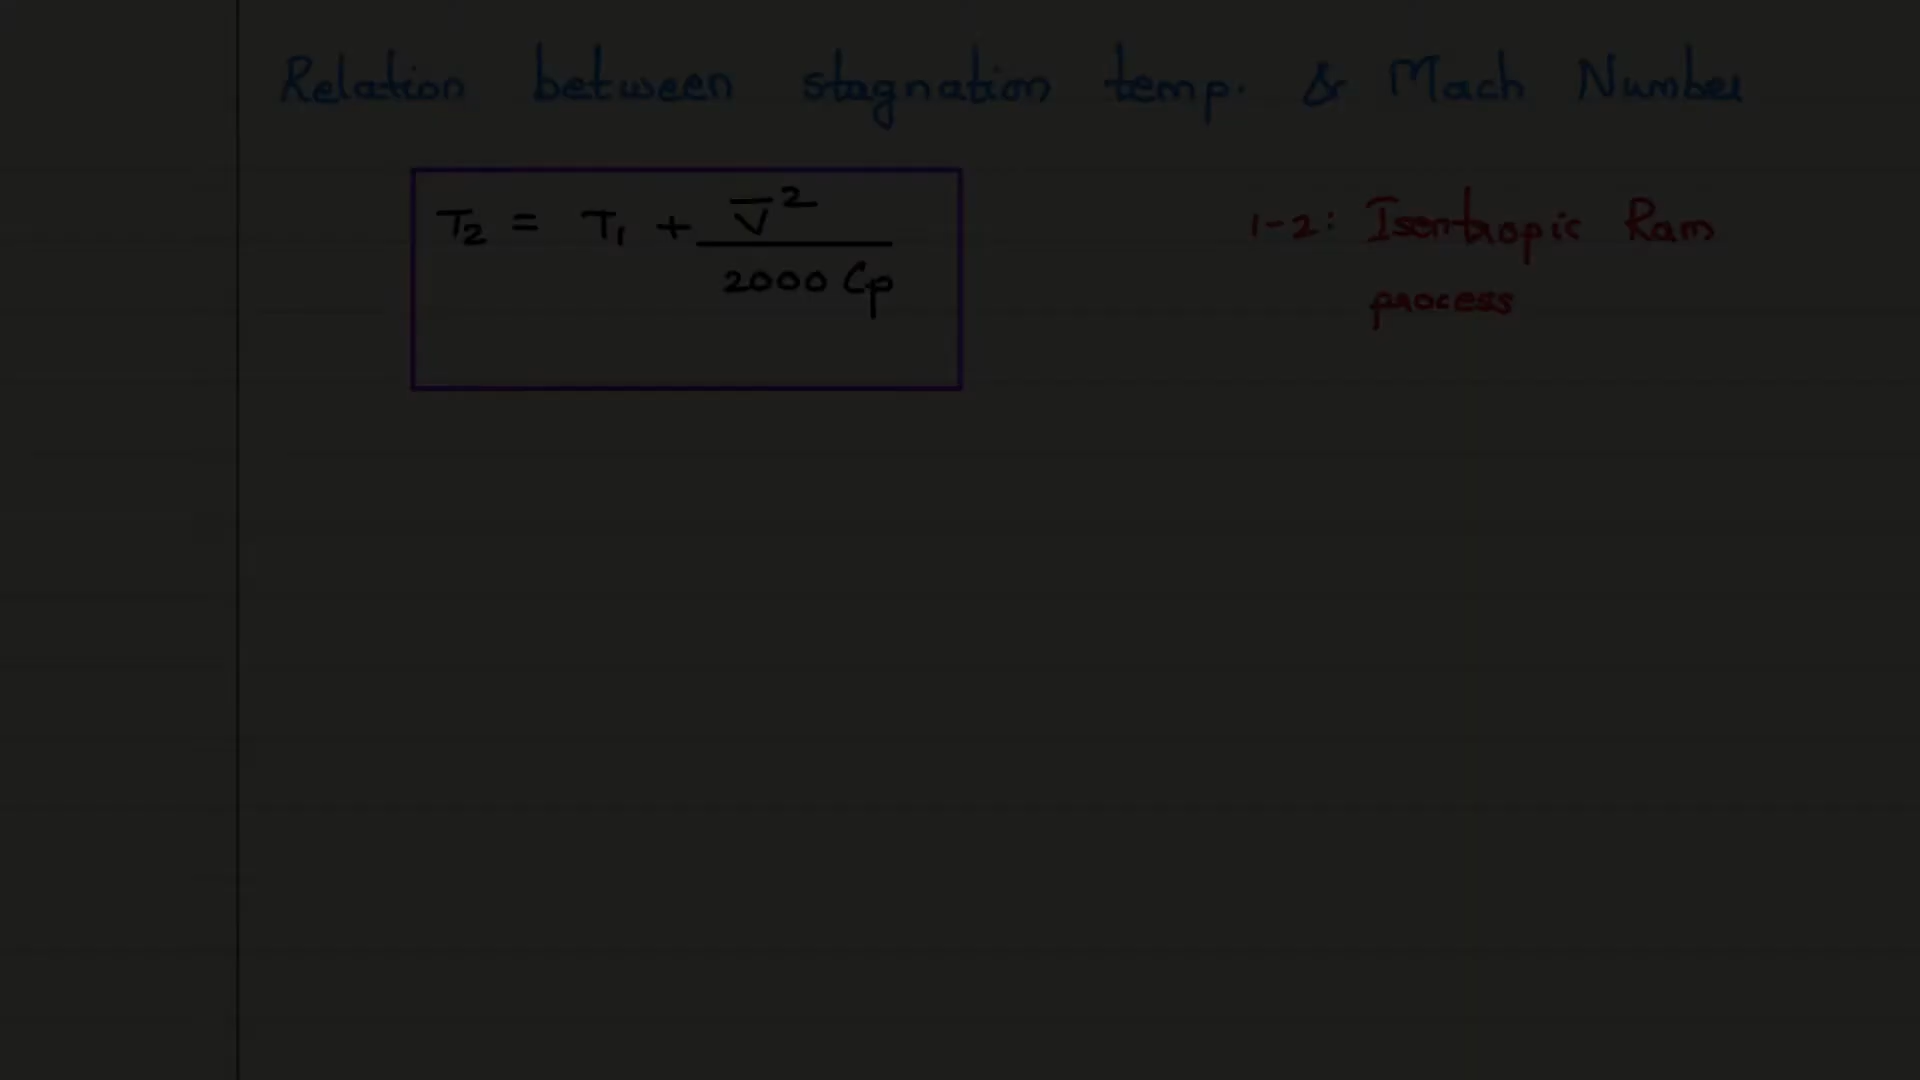 Relation between stagnation temp. & Mach Number
T₂ = T₁ + V̅² / 2000 Cp
1-2: Isentropic Ram
process